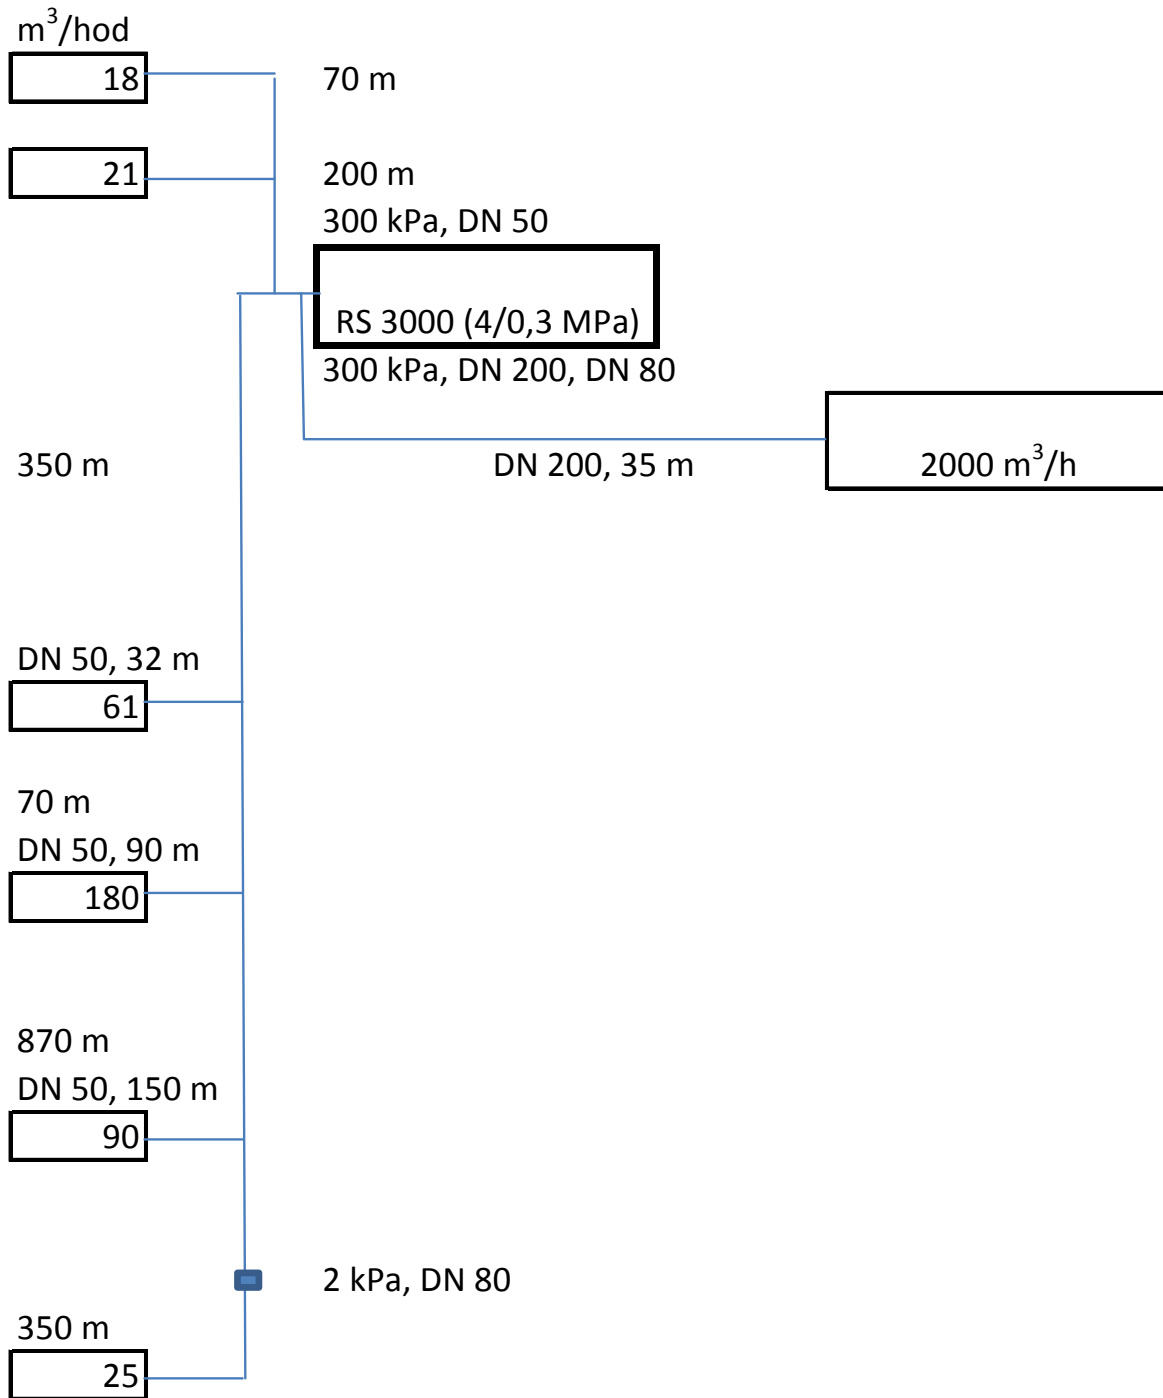 m³/hod
18
70 m
21
200 m
300 kPa, DN 50
RS 3000 (4/0,3 MPa)
300 kPa, DN 200, DN 80
350 m
DN 200, 35 m
2000 m³/h
DN 50, 32 m
61
70 m
DN 50, 90 m
180
870 m
DN 50, 150 m
90
2 kPa, DN 80
350 m
25